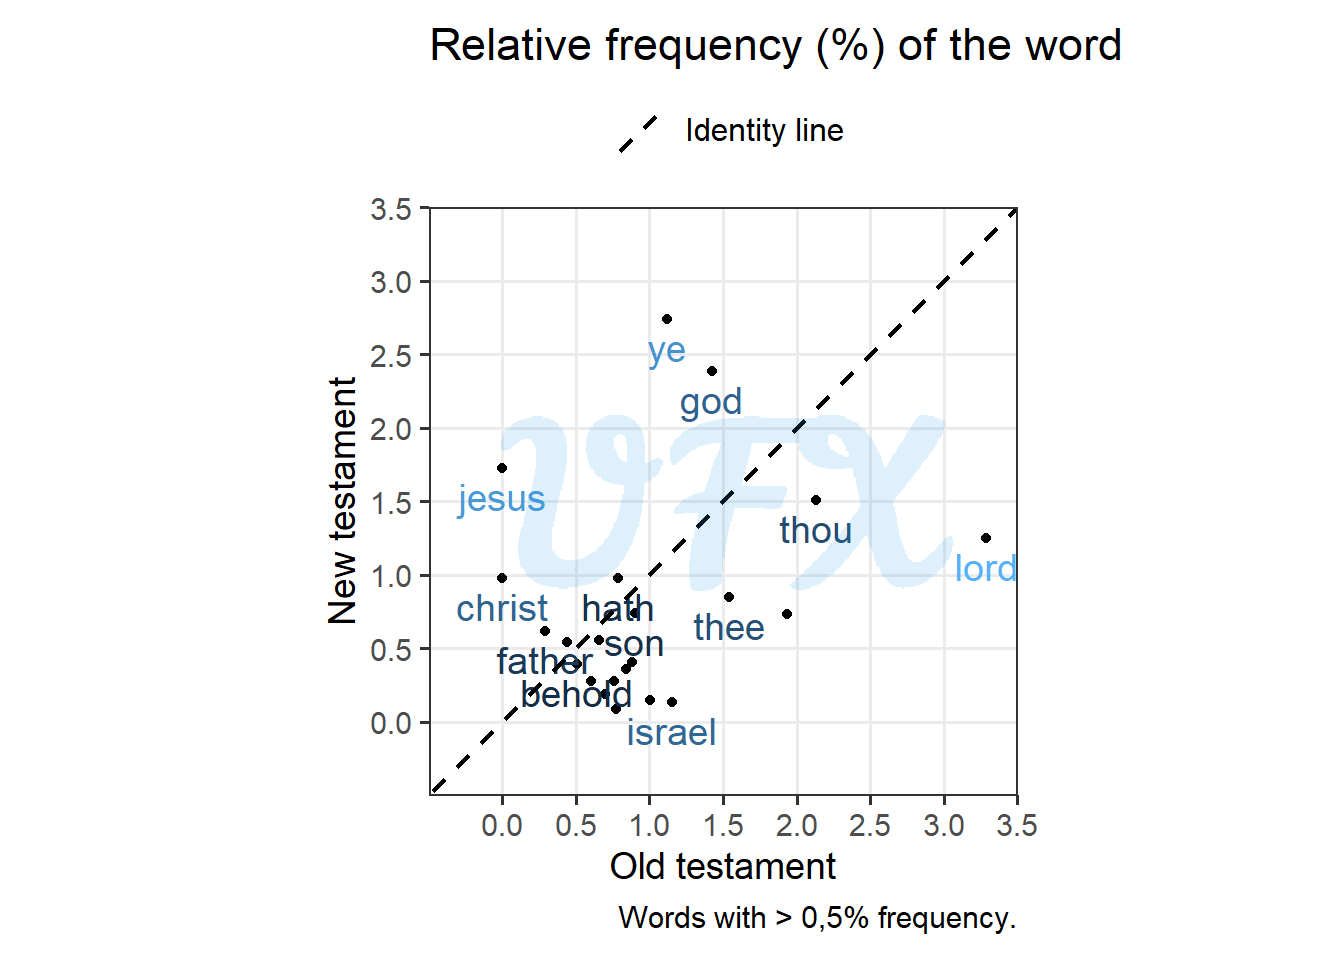 Relative frequency (%) of the word
Identity line
3.5
3.0
2.5
2.0
1.5
1.0
0.5
0.0
New testament
ye
god
VFX
jesus
thou
lord
christ
hath
thee
son
father
behold
israel
0.0 0.5 1.0 1.5 2.0 2.5 3.0 3.5
Old testament
Words with > 0,5% frequency.